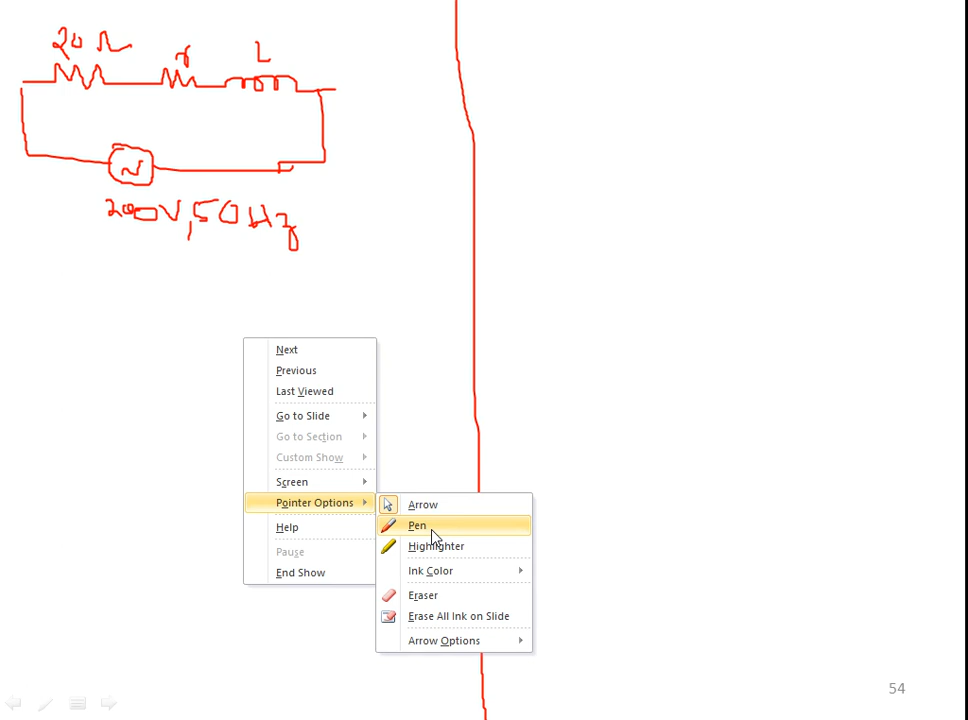 20 Ω
r
L
N
200V,50Hz
Next
Previous
Last Viewed
Go to Slide
Go to Section
Custom Show
Screen
Pointer Options
Help
Pause
End Show
Arrow
Pen
Highlighter
Ink Color
Eraser
Erase All Ink on Slide
Arrow Options
54